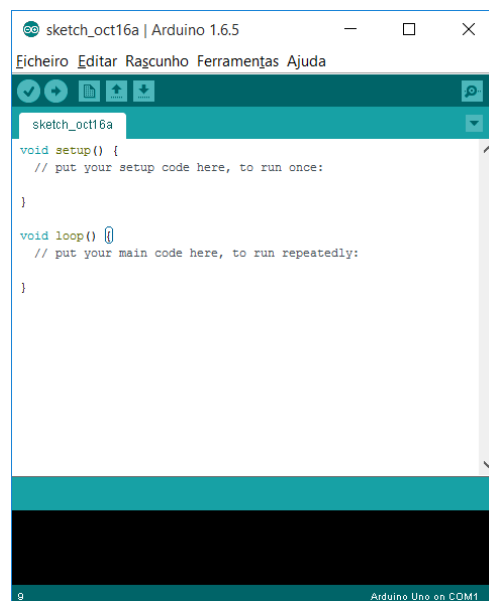 sketch_oct16a | Arduino 1.6.5
Ficheiro Editar Rascunho Ferramentas Ajuda
sketch_oct16a
void setup() {
  // put your setup code here, to run once:
}
void loop() {
  // put your main code here, to run repeatedly:
}
9
Arduino Uno on COM1